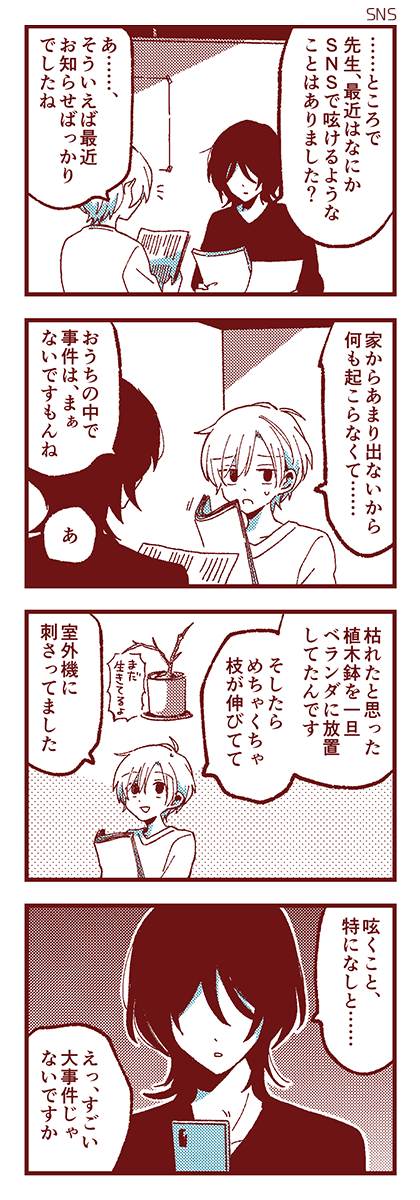 SNS
……ところで
先生、最近はなにか
SNSで呟けるような
ことはありました？
あ……、
そういえば最近
お知らせばっかり
でしたね
家からあまり出ないから
何も起こらなくて……
おうちの中で
事件は、まぁ
ないですもんね
あ
枯れたと思った
植木鉢を一旦
ベランダに放置
してたんです
そしたら
めちゃくちゃ
枝が伸びてて
まだ
生きてるよ
室外機に
刺さってました
呟くこと、
特になしと……
えっ、すごい
大事件じゃ
ないですか